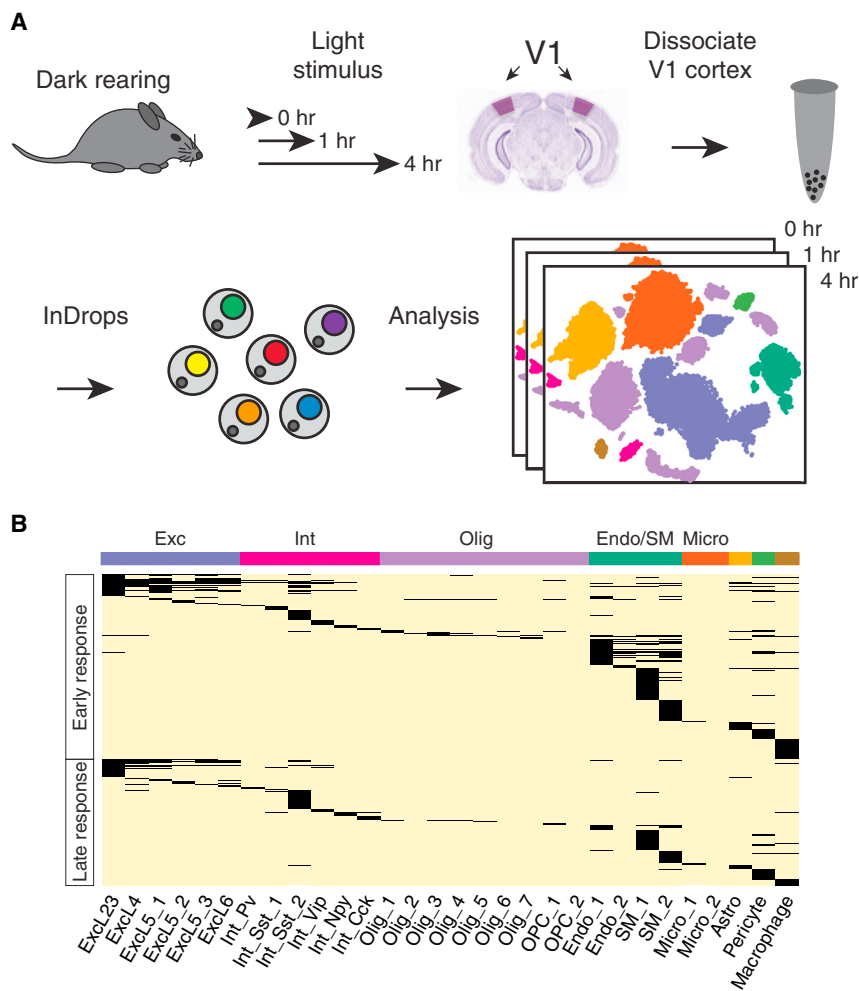 A
Dark rearing
Light
stimulus
0 hr
1 hr
4 hr
V1
Dissociate
V1 cortex
0 hr
1 hr
4 hr
InDrops
Analysis
B
Exc
Int
Olig
Endo/SM
Micro
Early response
Late response
ExcL23
ExcL4
ExcL5_1
ExcL5_2
ExcL5_3
ExcL6
Int_Pv
Int_Sst_1
Int_Sst_2
Int_Vip
Int_Npy
Int_Cck
Olig_1
Olig_2
Olig_3
Olig_4
Olig_5
Olig_6
Olig_7
OPC_1
OPC_2
Endo_1
Endo_2
SM_1
SM_2
Micro_1
Micro_2
Astro
Pericyte
Macrophage